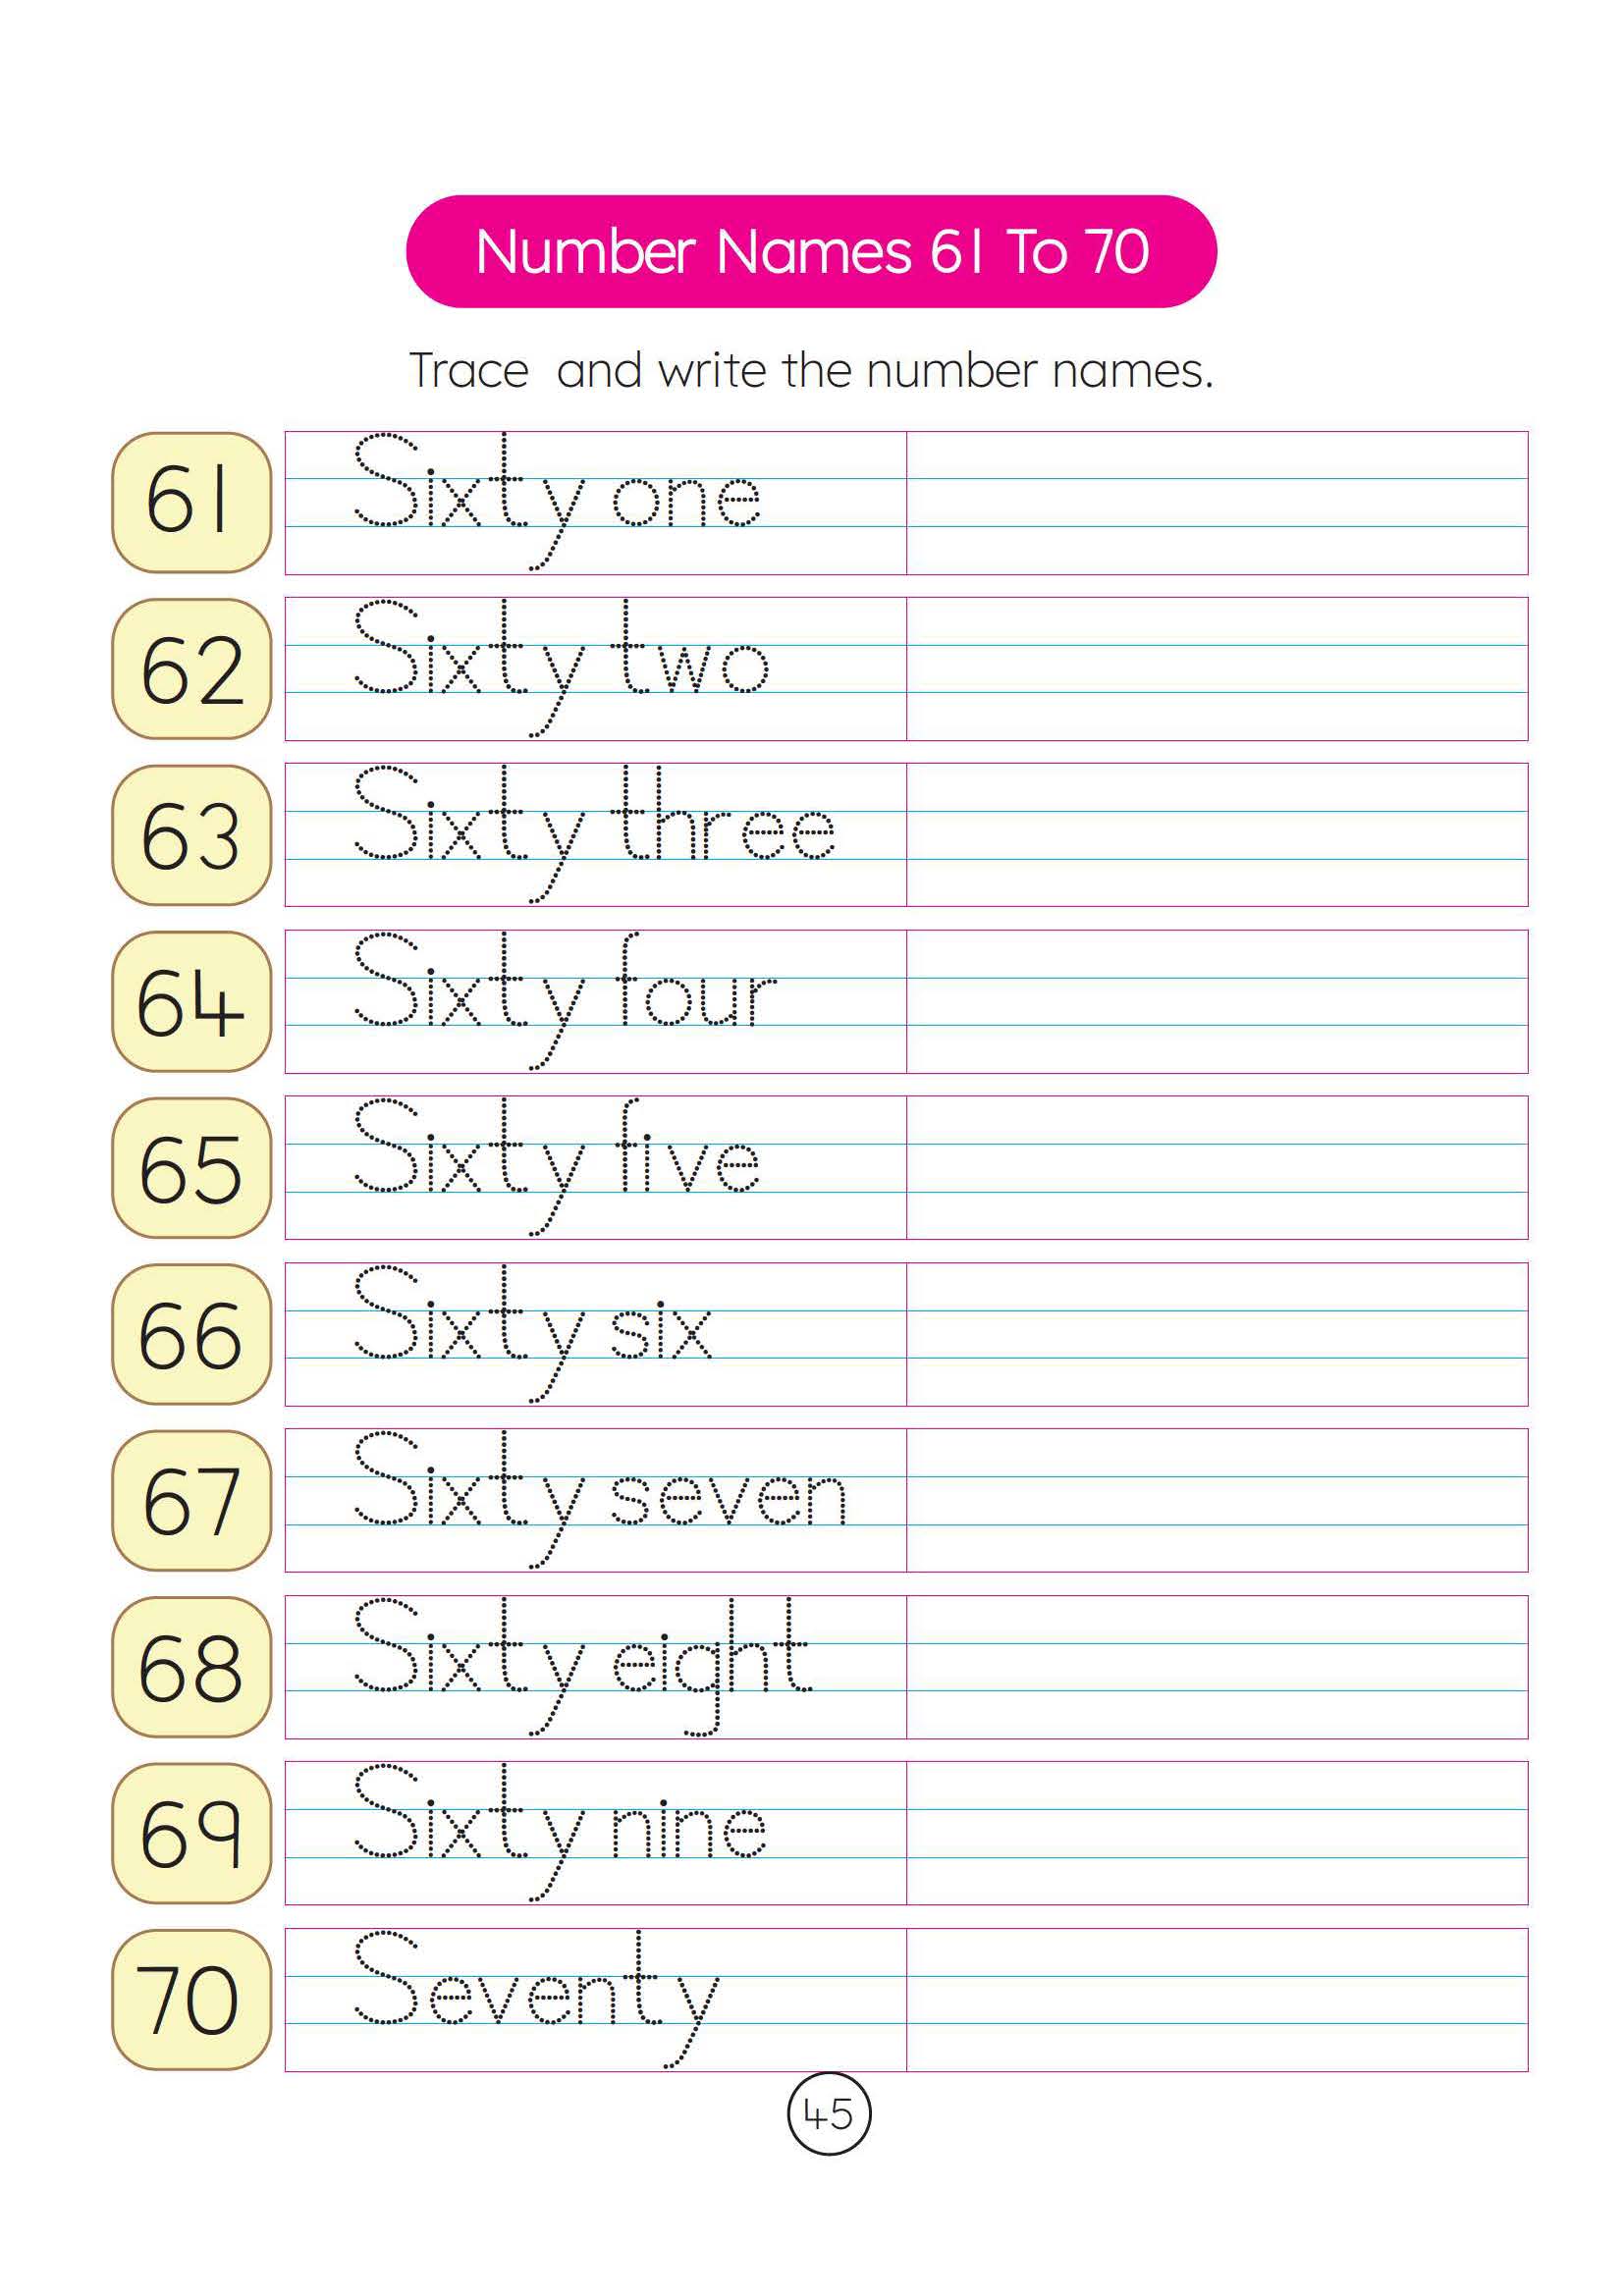 Number Names 61 To 70
Trace and write the number names.
61 Sixty one
62 Sixty two
63 Sixty three
64 Sixty four
65 Sixty five
66 Sixty six
67 Sixty seven
68 Sixty eight
69 Sixty nine
70 Seventy
45